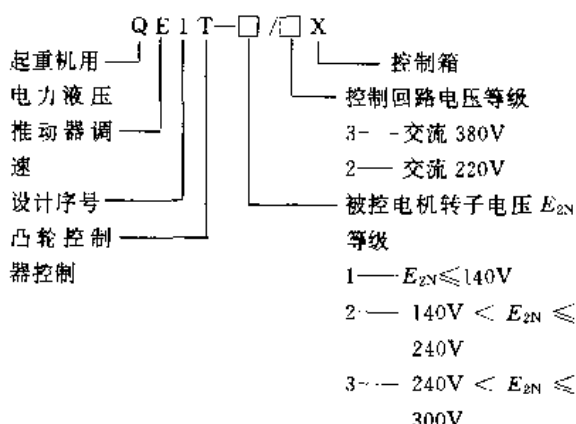 QE1T—□/□X
起重机用
电力液压
推动器调
速
设计序号
凸轮控制
器控制
控制箱
控制回路电压等级
3— -交流 380V
2—— 交流 220V
被控电机转子电压 E2N
等级
1——E2N≤140V
2-— 140V < E2N ≤
240V
3--— 240V < E2N ≤
300V